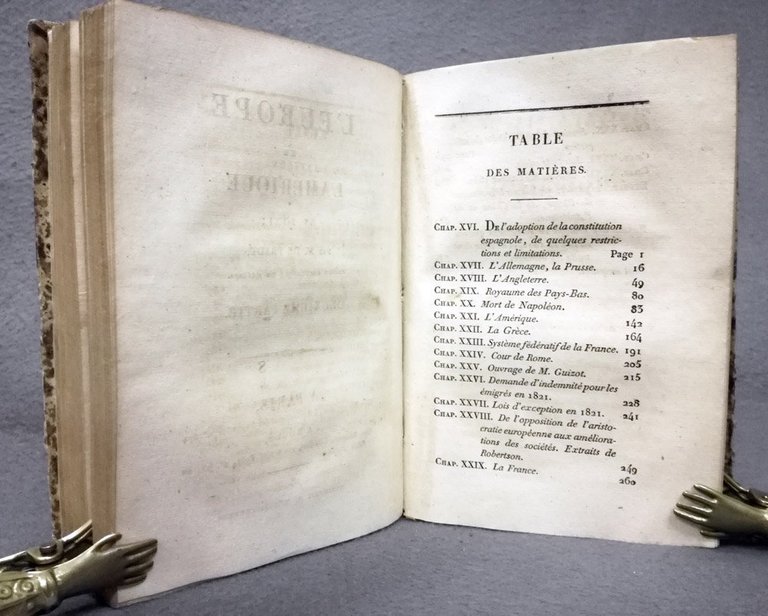 L'EUROPE
L'AMÉRIQUE
TABLE
DES MATIÈRES.
CHAP. XVI. DE l'adoption de la constitution
espagnole, de quelques restric-
tions et limitations. Page 1
CHAP. XVII. L'Allemagne, la Prusse. 16
CHAP. XVIII. L'Angleterre. 49
CHAP. XIX. Royaume des Pays-Bas. 80
CHAP. XX. Mort de Napoléon. 83
CHAP. XXI. L'Amérique. 142
CHAP. XXII. La Grèce. 164
CHAP. XXIII. Système fédératif de la France. 191
CHAP. XXIV. Cour de Rome. 205
CHAP. XXV. Ouvrage de M. Guizot. 215
CHAP. XXVI. Demande d'indemnité pour les
émigrés en 1821. 228
CHAP. XXVII. Lois d'exception en 1821. 241
CHAP. XXVIII. De l'opposition de l'aristo-
cratie européenne aux améliora-
tions des sociétés. Extraits de
Robertson. 249
CHAP. XXIX. La France. 260